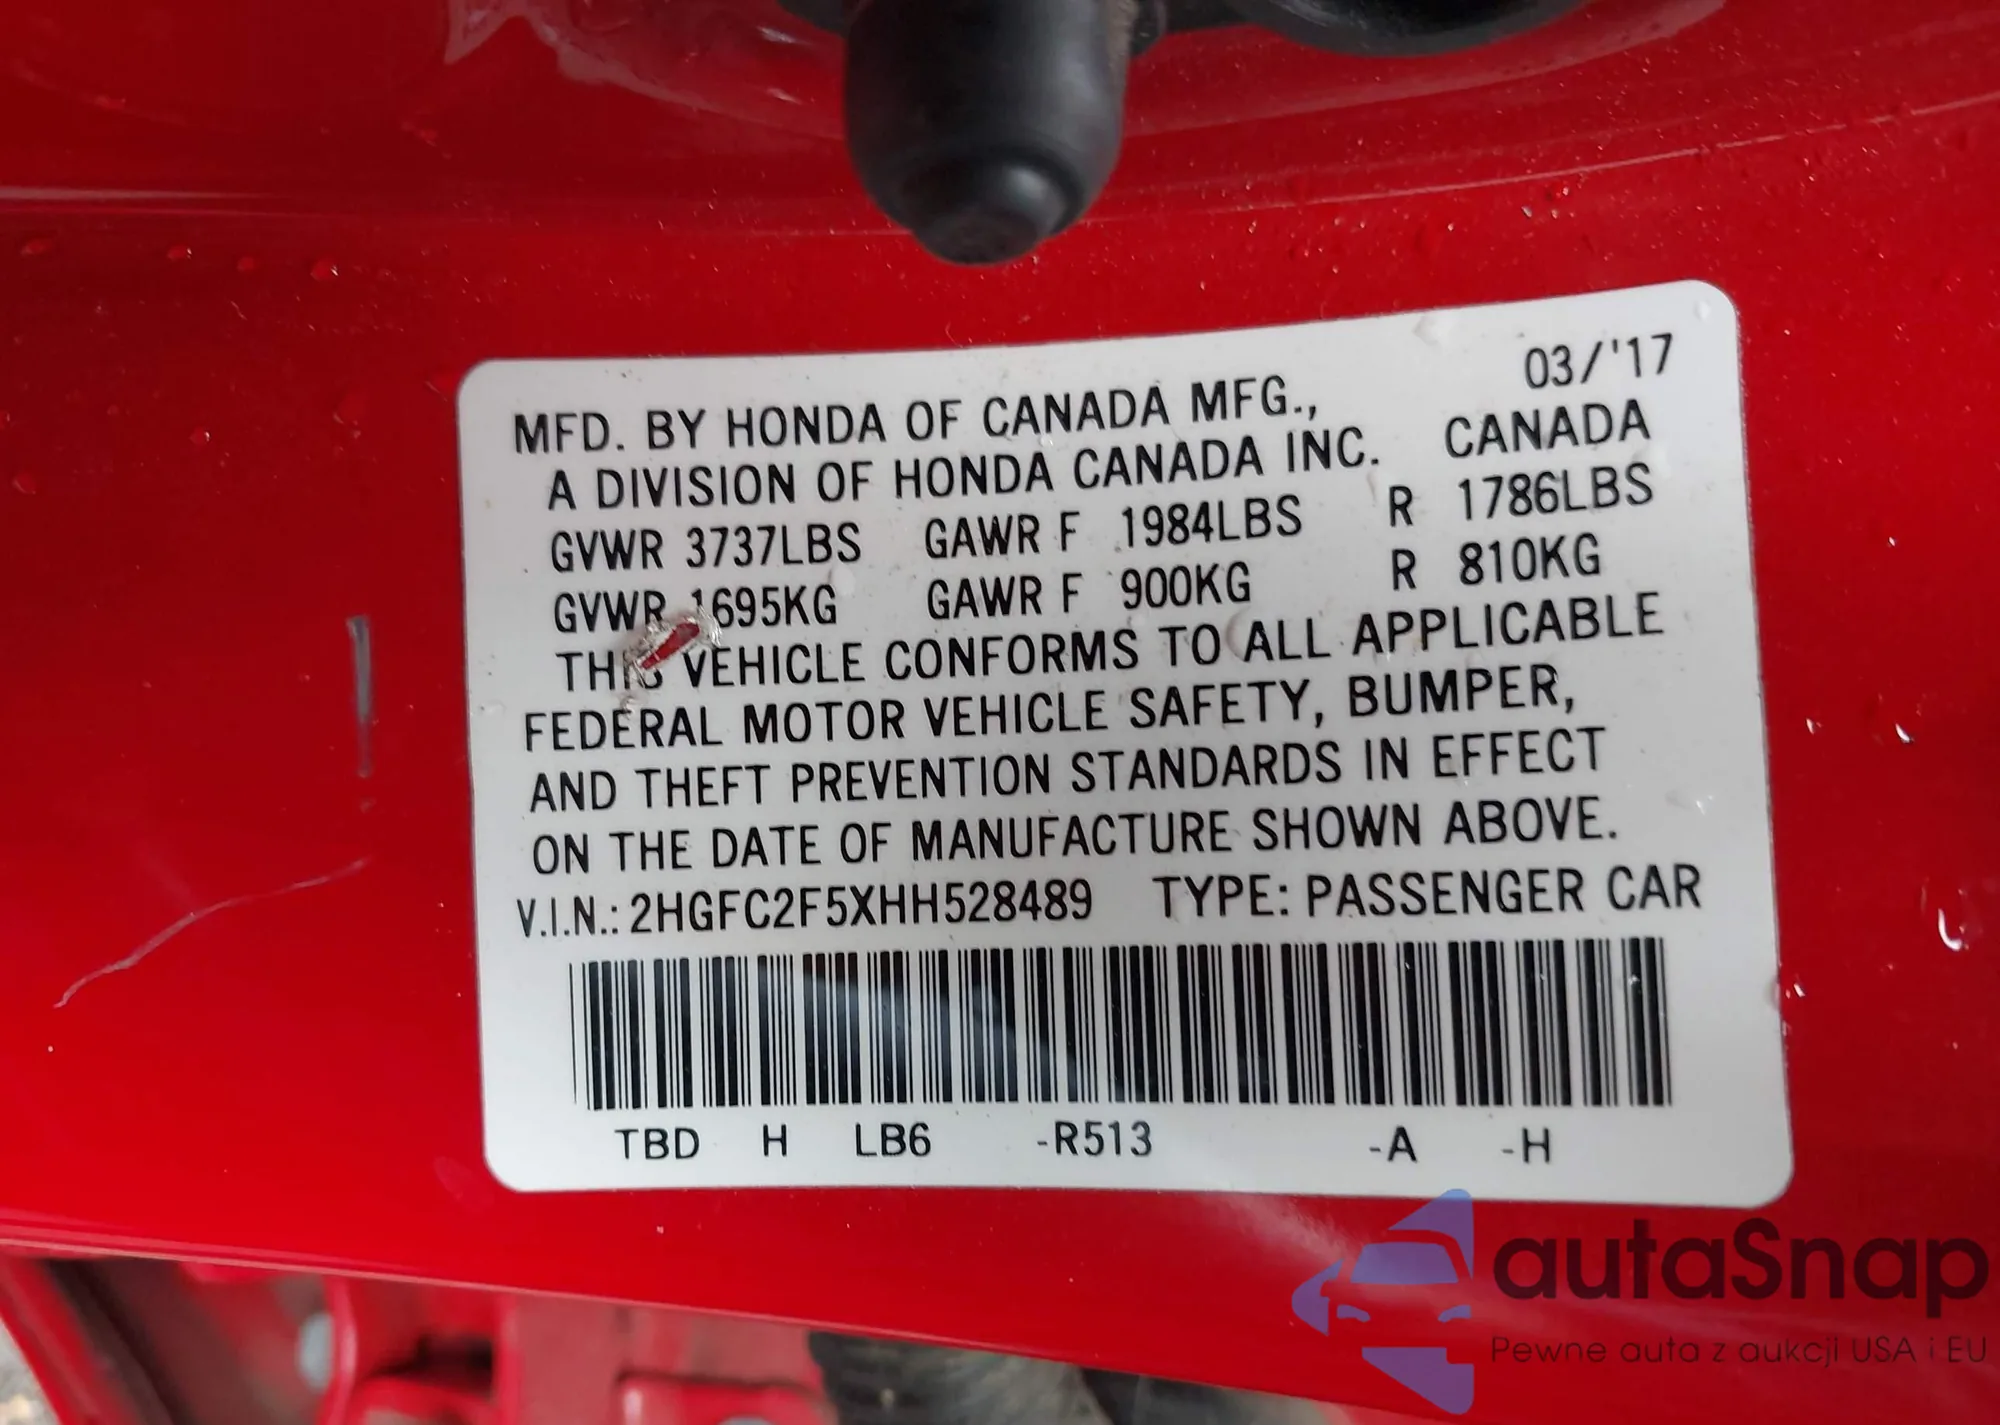 03/'17
MFD. BY HONDA OF CANADA MFG.,
A DIVISION OF HONDA CANADA INC. CANADA
GVWR 3737LBS GAWR F 1984LBS R 1786LBS
GVWR 1695KG GAWR F 900KG R 810KG
THIS VEHICLE CONFORMS TO ALL APPLICABLE
FEDERAL MOTOR VEHICLE SAFETY, BUMPER,
AND THEFT PREVENTION STANDARDS IN EFFECT
ON THE DATE OF MANUFACTURE SHOWN ABOVE.
V.I.N.: 2HGFC2F5XHH528489 TYPE: PASSENGER CAR
TBD H LB6 -R513 -A -H
autaSnap
Pewne auta z aukcji USA i EU